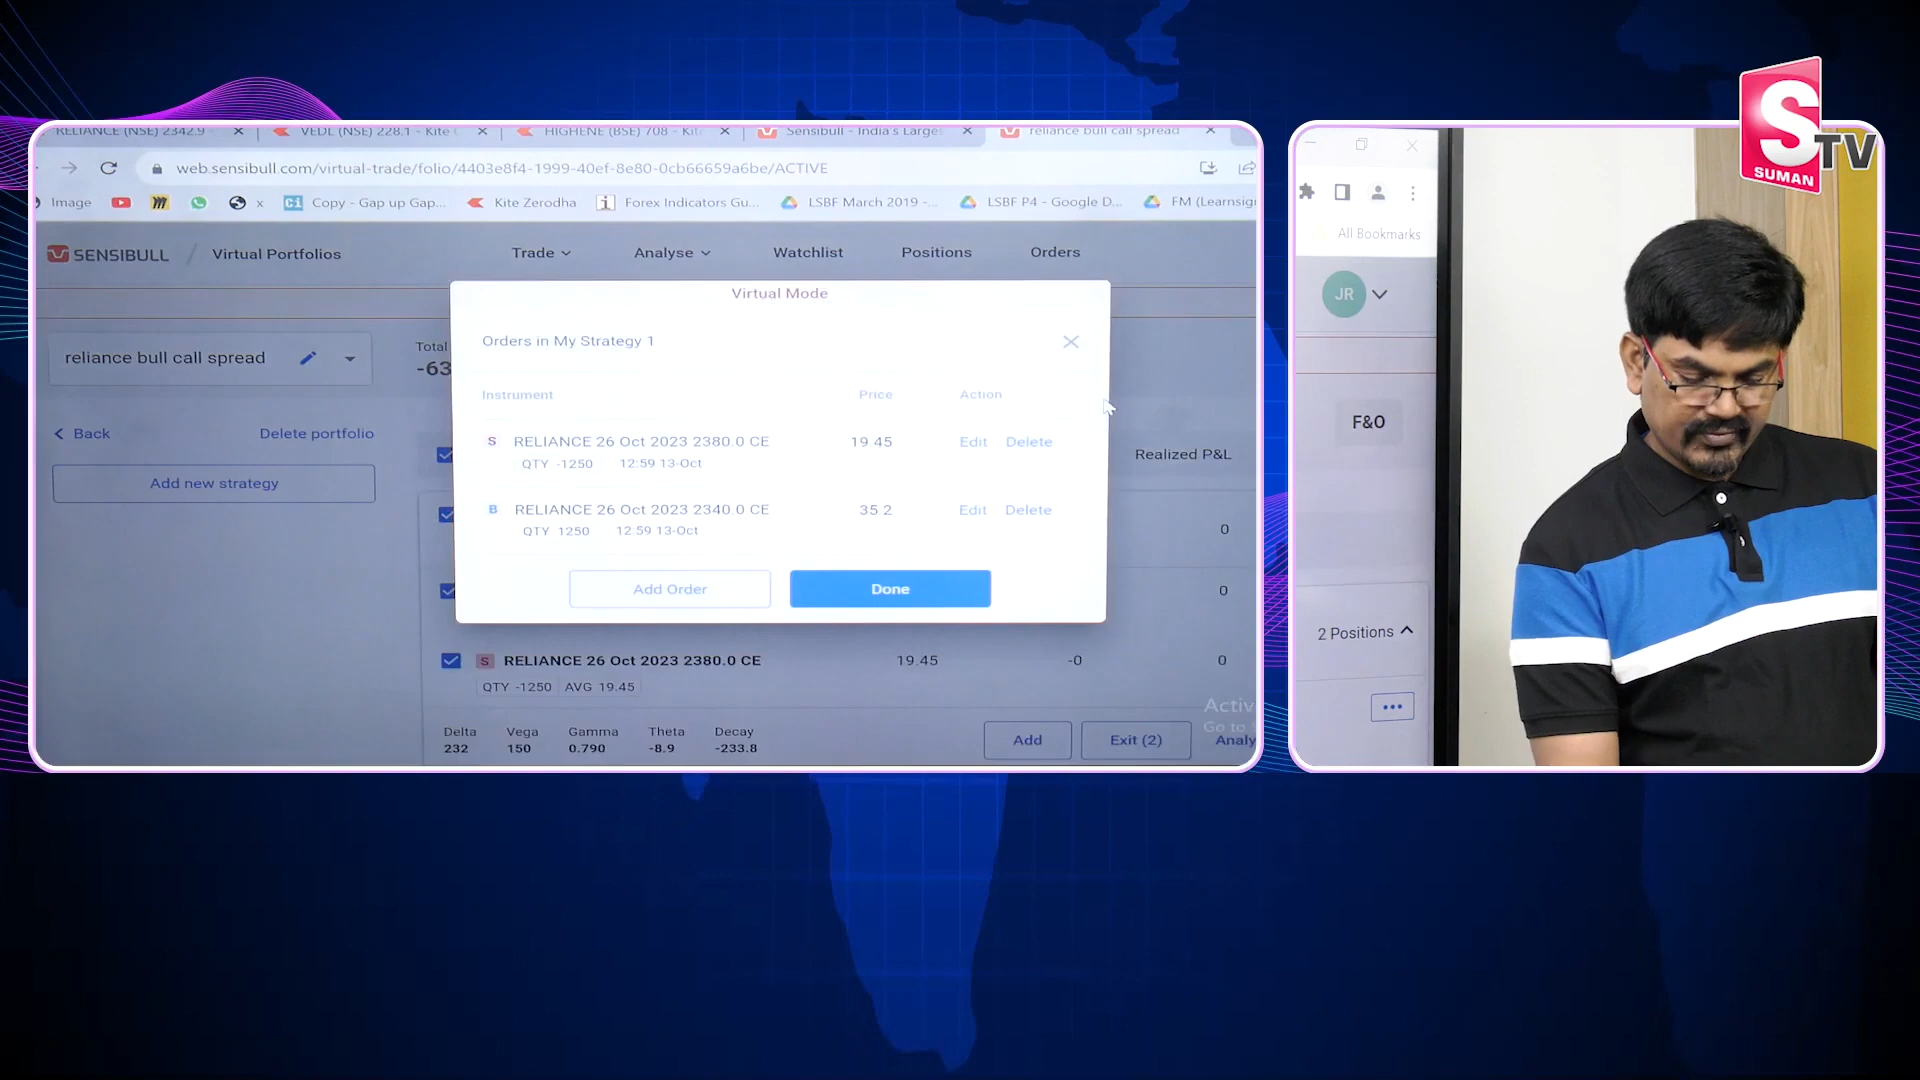 RELIANCE (NSE) 2342.9
VEDL (NSE) 228.1 - Kite
HIGHENE (BSE) 708 - Kit
Sensibull - India's Larges
reliance bull call spread
web.sensibull.com/virtual-trade/folio/4403e8f4-1999-40ef-8e80-0cb66659a6be/ACTIVE
Image
x
Ci
Copy - Gap up Gap...
Kite Zerodha
Forex Indicators Gu...
LSBF March 2019 -...
LSBF P4 - Google D...
FM (Learnsig
All Bookmarks
SENSIBULL / Virtual Portfolios
Trade
Analyse
Watchlist
Positions
Orders
JR
reliance bull call spread
Total
-63
Back
Delete portfolio
Add new strategy
Virtual Mode
Orders in My Strategy 1
Instrument Price Action
S RELIANCE 26 Oct 2023 2380.0 CE 19.45 Edit Delete
QTY -1250 12:59 13-Oct
B RELIANCE 26 Oct 2023 2340.0 CE 35.2 Edit Delete
QTY 1250 12:59 13-Oct
Add Order
Done
Realized P&L
0
0
S RELIANCE 26 Oct 2023 2380.0 CE 19.45 -0 0
QTY -1250 AVG 19.45
Delta Vega Gamma Theta Decay
232 150 0.790 -8.9 -233.8
Add
Exit (2)
Analy
Activ
Go to
F&O
2 Positions
S TV
SUMAN